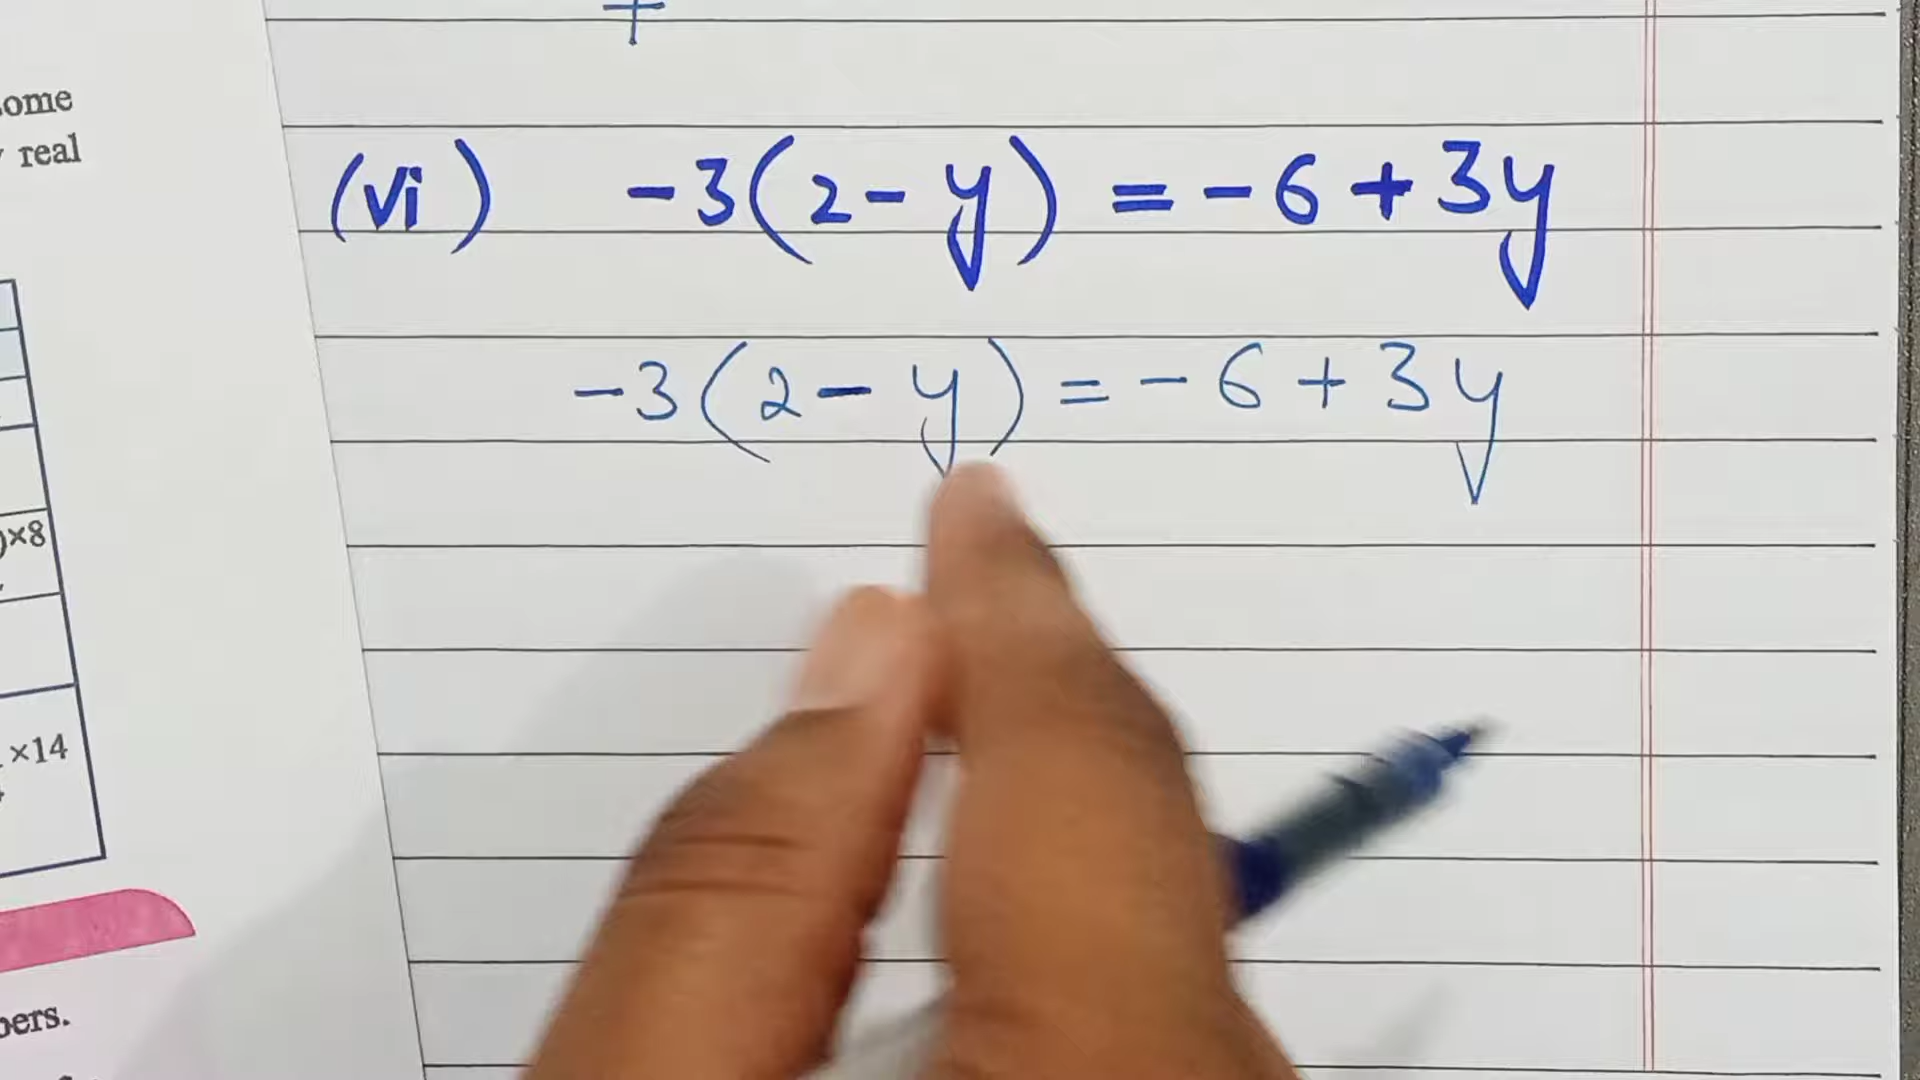 ome
real
(vi) -3(2-y) = -6+3y
-3(2-y) = -6+3y
)×8
×14
bers.